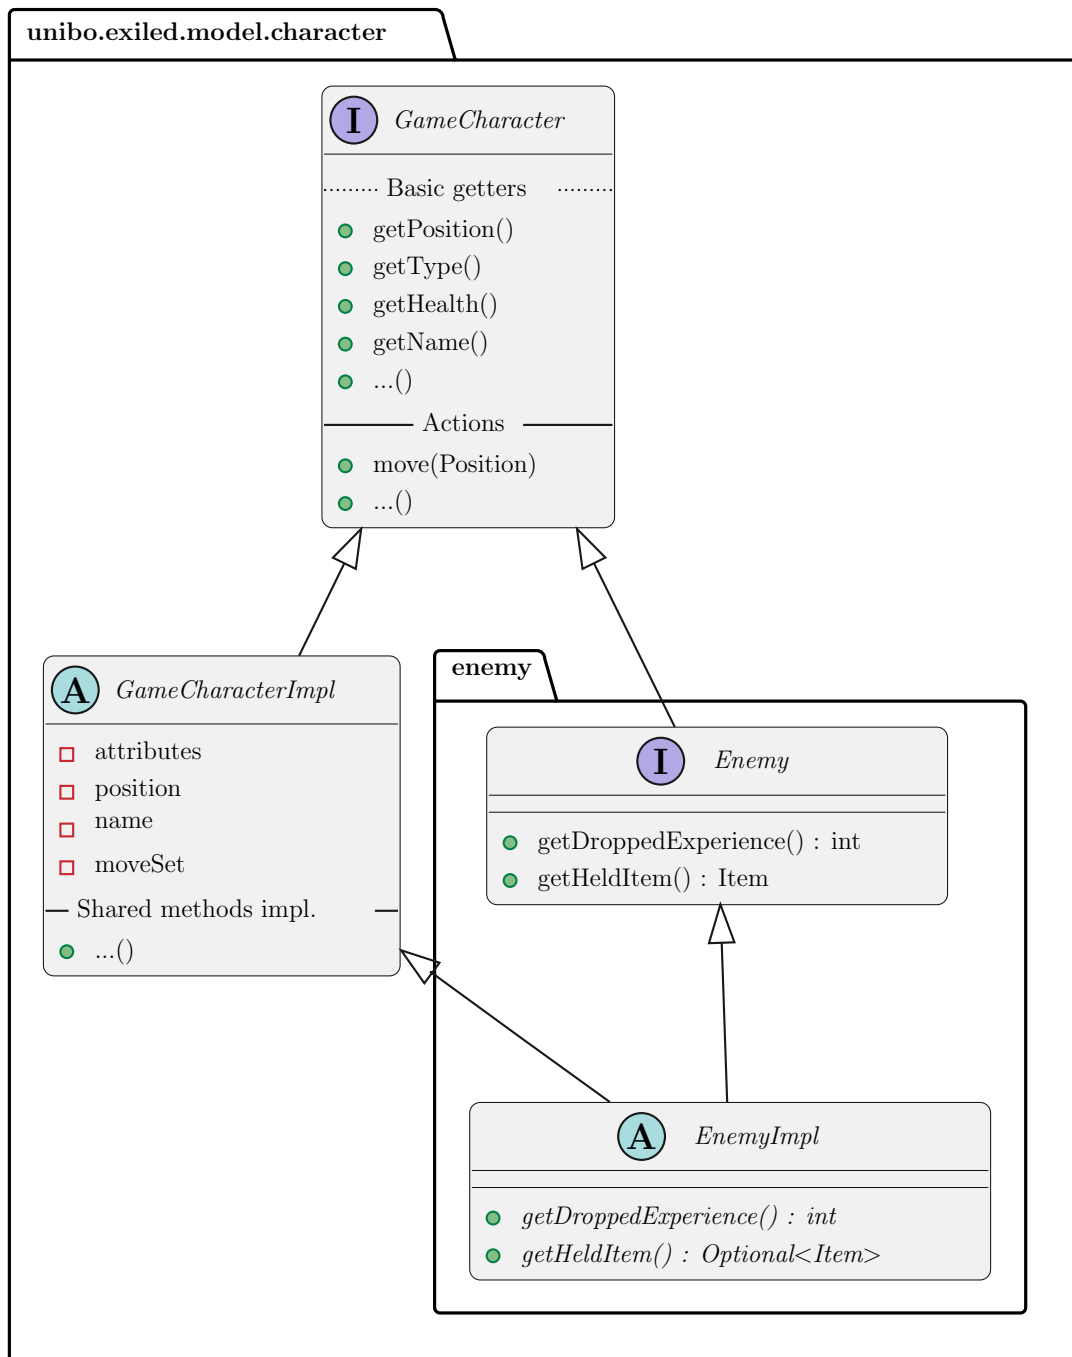 unibo.exiled.model.character
I GameCharacter
Basic getters
getPosition()
getType()
getHealth()
getName()
...()
Actions
move(Position)
...()
A GameCharacterImpl
attributes
position
name
moveSet
Shared methods impl.
...()
enemy
I Enemy
getDroppedExperience() : int
getHeldItem() : Item
A EnemyImpl
getDroppedExperience() : int
getHeldItem() : Optional<Item>